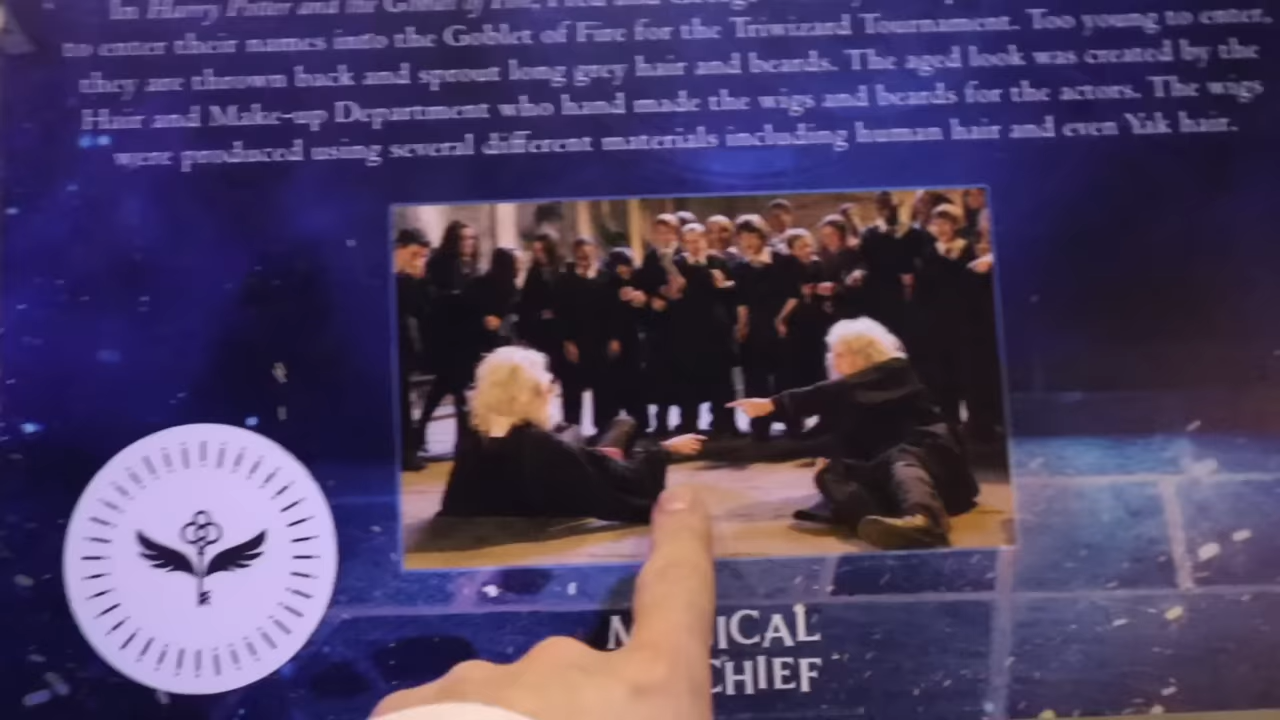 In Harry Potter and the Goblet of Fire, Fred and George
to enter their names into the Goblet of Fire for the Triwizard Tournament. Too young to enter,
they are thrown back and sprout long grey hair and beards. The aged look was created by the
Hair and Make-up Department who hand made the wigs and beards for the actors. The wigs
were produced using several different materials including human hair and even Yak hair.
M ICAL
CHIEF